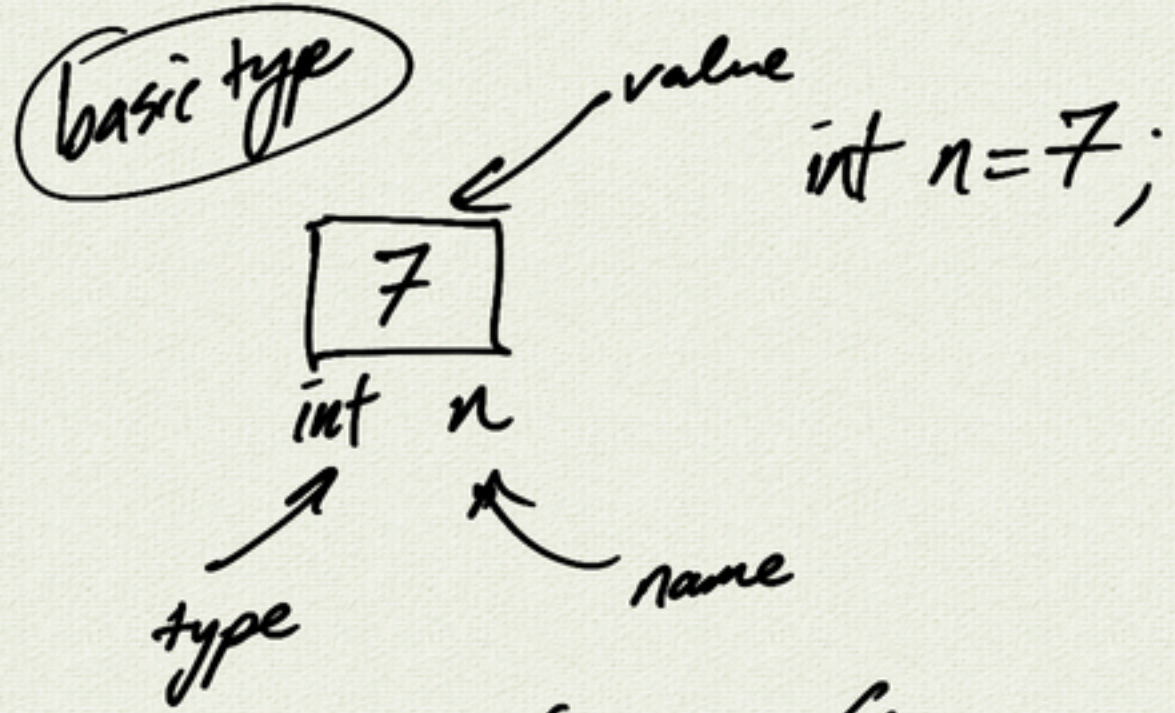 basic type
value
int n=7;
7
int n
type
name